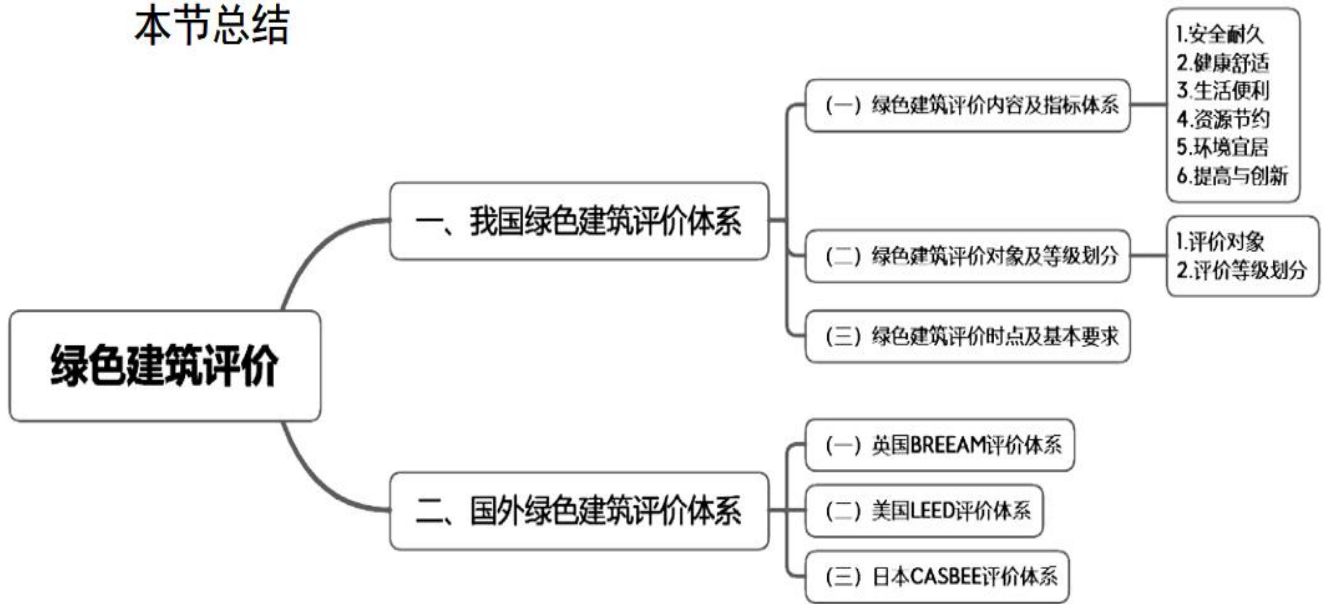 本节总结
绿色建筑评价
一、我国绿色建筑评价体系
（一）绿色建筑评价内容及指标体系
1.安全耐久
2.健康舒适
3.生活便利
4.资源节约
5.环境宜居
6.提高与创新
（二）绿色建筑评价对象及等级划分
1.评价对象
2.评价等级划分
（三）绿色建筑评价时点及基本要求
二、国外绿色建筑评价体系
（一）英国BREEAM评价体系
（二）美国LEED评价体系
（三）日本CASBEE评价体系